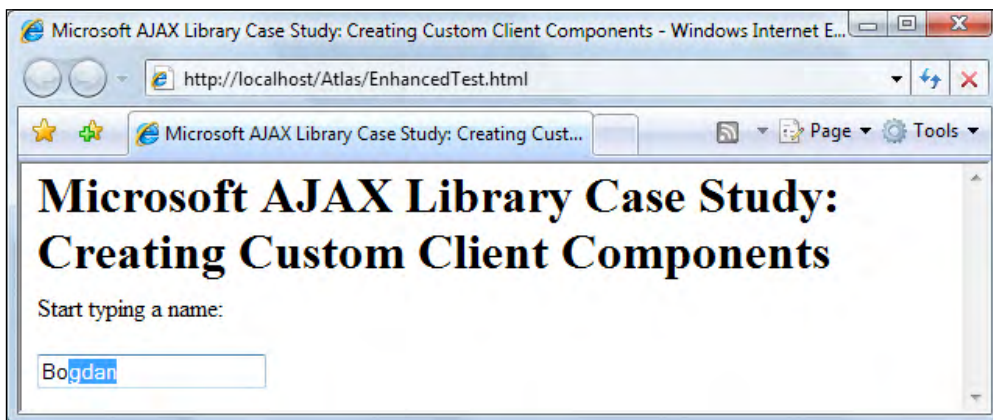 Microsoft AJAX Library Case Study: Creating Custom Client Components - Windows Internet E...
http://localhost/Atlas/EnhancedTest.html
Microsoft AJAX Library Case Study: Creating Cust...
Page
Tools
Microsoft AJAX Library Case Study:
Creating Custom Client Components
Start typing a name:
Bogdan